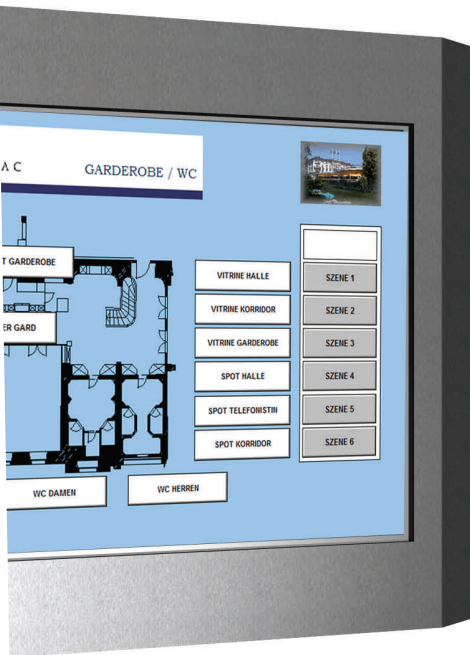 A C
GARDEROBE / WC
T GARDEROBE
ER GARD
VITRINE HALLE
SZENE 1
VITRINE KORRIDOR
SZENE 2
VITRINE GARDEROBE
SZENE 3
SPOT HALLE
SZENE 4
SPOT TELEFONISTIN
SZENE 5
SPOT KORRIDOR
SZENE 6
WC DAMEN
WC HERREN